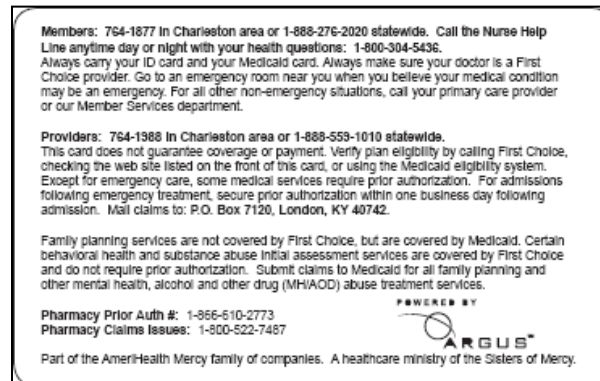 Members: 764-1877 in Charleston area or 1-888-276-2020 statewide. Call the Nurse Help
Line anytime day or night with your health questions: 1-800-304-5436.
Always carry your ID card and your Medicaid card. Always make sure your doctor is a First
Choice provider. Go to an emergency room near you when you believe your medical condition
may be an emergency. For all other non-emergency situations, call your primary care provider
or our Member Services department.
Providers: 764-1988 in Charleston area or 1-888-559-1010 statewide.
This card does not guarantee coverage or payment. Verify plan eligibility by calling First Choice,
checking the web site listed on the front of this card, or using the Medicaid eligibility system.
Except for emergency care, some medical services require prior authorization. For admissions
following emergency treatment, secure prior authorization within one business day following
admission. Mail claims to: P.O. Box 7120, London, KY 40742.
Family planning services are not covered by First Choice, but are covered by Medicaid. Certain
behavioral health and substance abuse initial assessment services are covered by First Choice
and do not require prior authorization. Submit claims to Medicaid for all family planning and
other mental health, alcohol and other drug (MH/AOD) abuse treatment services.
POWERED BY
Pharmacy Prior Auth #: 1-866-610-2773
Pharmacy Claims Issues: 1-800-522-7487
ARGUS™
Part of the AmeriHealth Mercy family of companies. A healthcare ministry of the Sisters of Mercy.